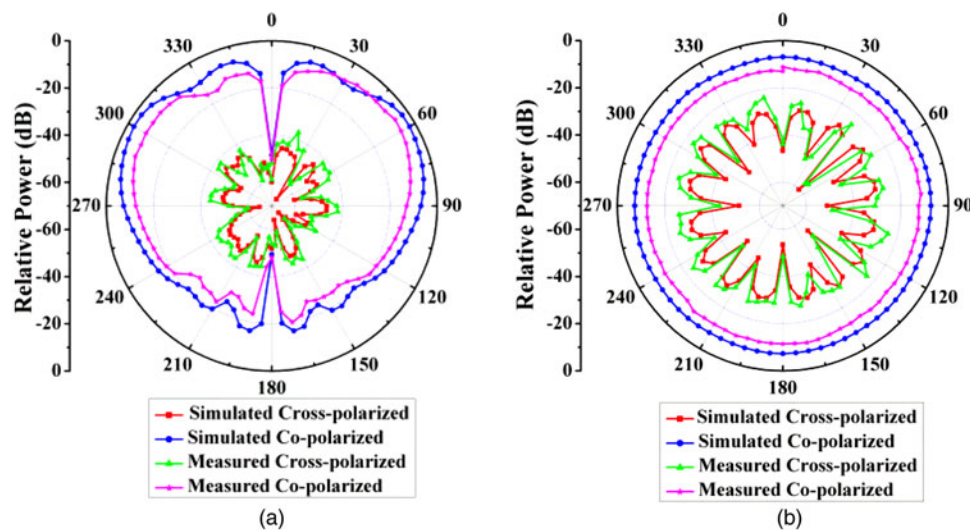 (a)
0
330
30
300
60
270
90
240
120
210
150
180
0
-20
-40
-60
-60
-40
-20
0
Relative Power (dB)
Simulated Cross-polarized
Simulated Co-polarized
Measured Cross-polarized
Measured Co-polarized
(a)
(b)
0
330
30
300
60
270
90
240
120
210
150
180
0
-20
-40
-60
-60
-40
-20
0
Relative Power (dB)
Simulated Cross-polarized
Simulated Co-polarized
Measured Cross-polarized
Measured Co-polarized
(b)